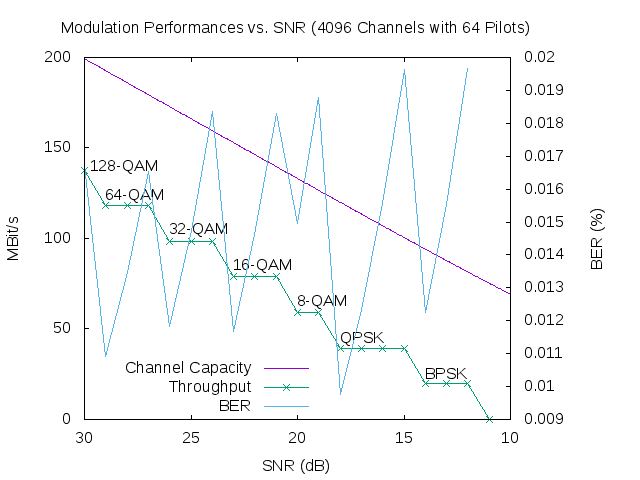 Modulation Performances vs. SNR (4096 Channels with 64 Pilots)
200
150
100
50
0
MBit/s
0.02
0.019
0.018
0.017
0.016
0.015
0.014
0.013
0.012
0.011
0.01
0.009
BER (%)
128-QAM
64-QAM
32-QAM
16-QAM
8-QAM
QPSK
BPSK
Channel Capacity
Throughput
BER
30 25 20 15 10
SNR (dB)